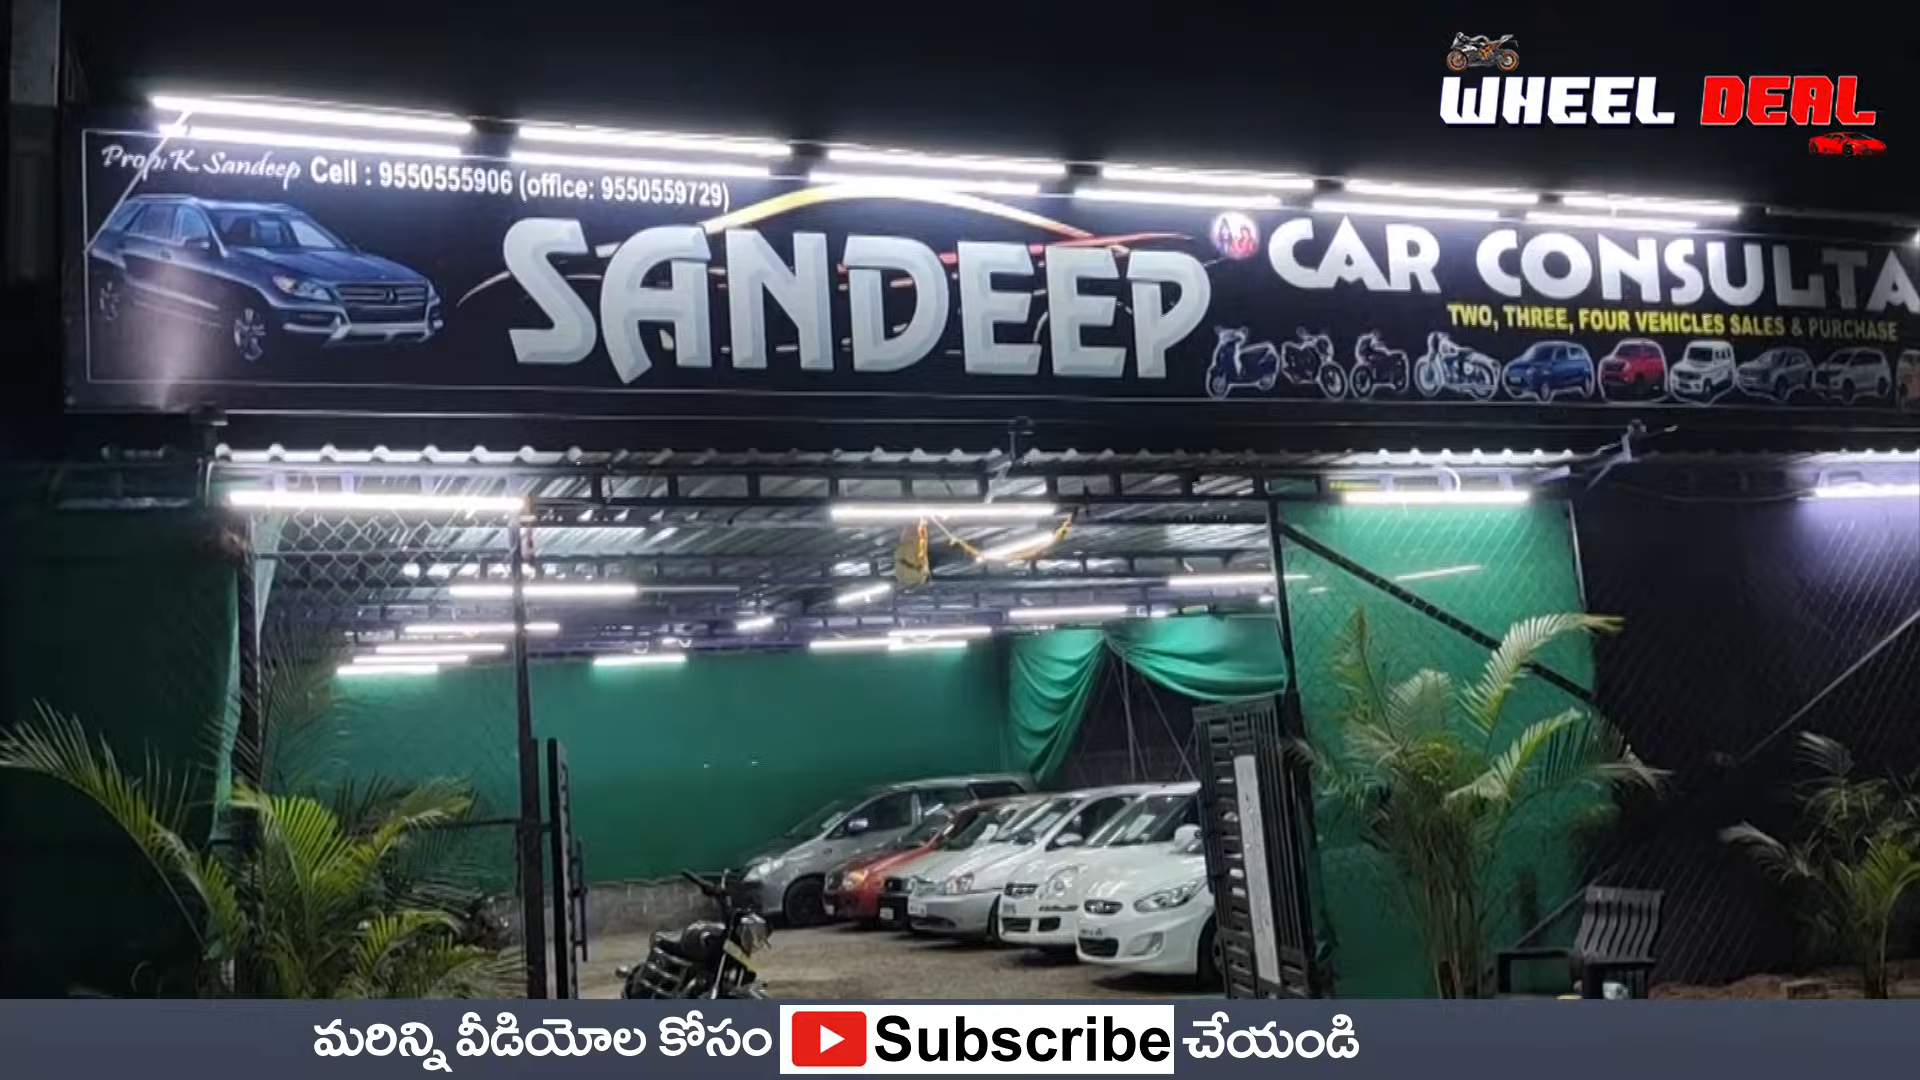 WHEEL DEAL
Prop: K. Sandeep Cell : 9550555906 (office: 9550559729)
SANDEEP CAR CONSULTA
TWO, THREE, FOUR VEHICLES SALES & PURCHASE
మరిన్ని వీడియోల కోసం Subscribe చేయండి